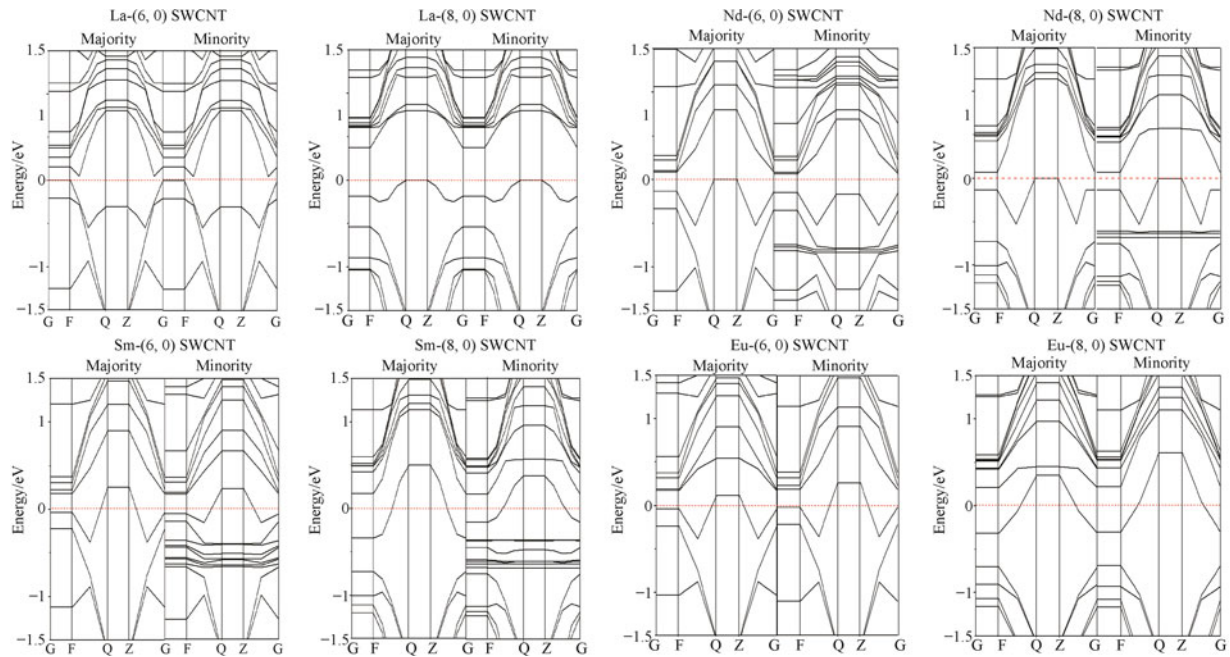 La-(6, 0) SWCNT
Majority Minority
Energy/eV
1.5
1
0
−1
−1.5
G F Q Z G F Q Z G
La-(8, 0) SWCNT
Majority Minority
Energy/eV
1.5
1
0
−1
−1.5
G F Q Z G F Q Z G
Nd-(6, 0) SWCNT
Majority Minority
Energy/eV
1.5
1
0
−1
−1.5
G F Q Z G F Q Z G
Nd-(8, 0) SWCNT
Majority Minority
Energy/eV
1.5
1
0
−1
−1.5
G F Q Z G F Q Z G
Sm-(6, 0) SWCNT
Majority Minority
Energy/eV
1.5
1
0
−1
−1.5
G F Q Z G F Q Z G
Sm-(8, 0) SWCNT
Majority Minority
Energy/eV
1.5
1
0
−1
−1.5
G F Q Z G F Q Z G
Eu-(6, 0) SWCNT
Majority Minority
Energy/eV
1.5
1
0
−1
−1.5
G F Q Z G F Q Z G
Eu-(8, 0) SWCNT
Majority Minority
Energy/eV
1.5
1
0
−1
−1.5
G F Q Z G F Q Z G